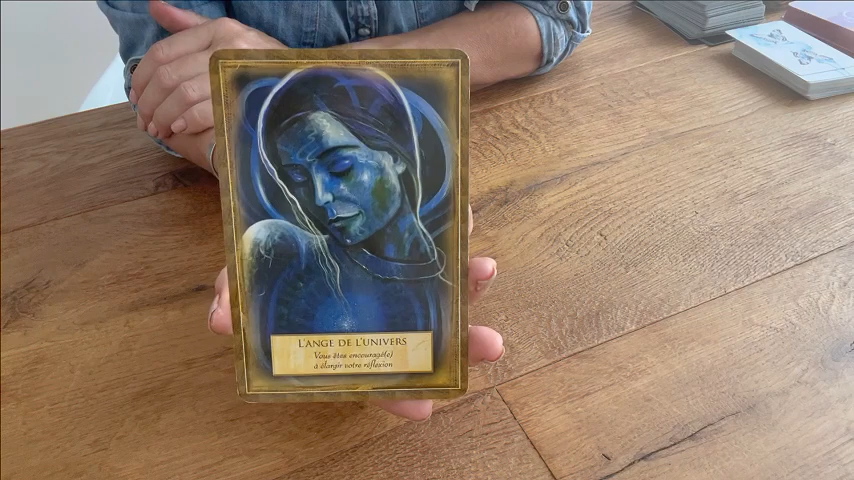 L'ANGE DE L'UNIVERS
Vous êtes encouragé(e)
à élargir votre réflexion